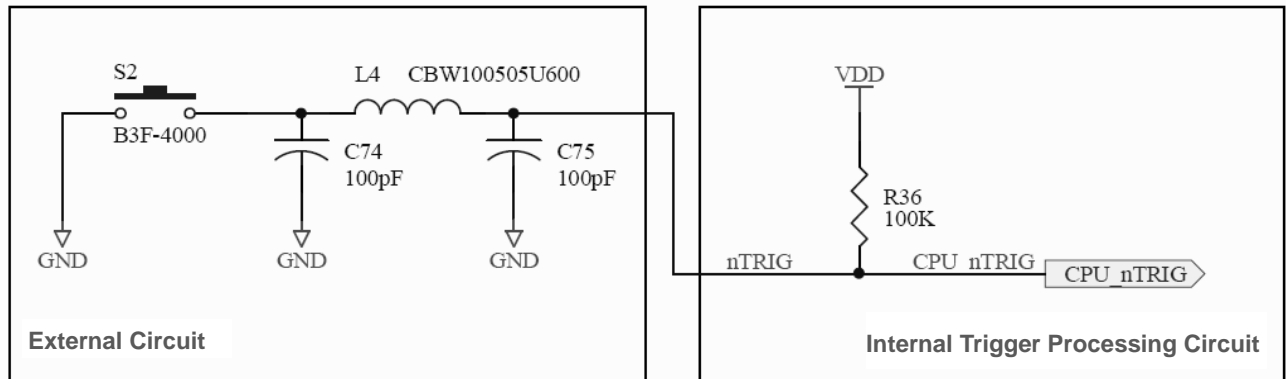 S2
B3F-4000
L4 CBW100505U600
C74
100pF
C75
100pF
GND
GND
GND
External Circuit
VDD
R36
100K
nTRIG
CPU_nTRIG
CPU_nTRIG
Internal Trigger Processing Circuit